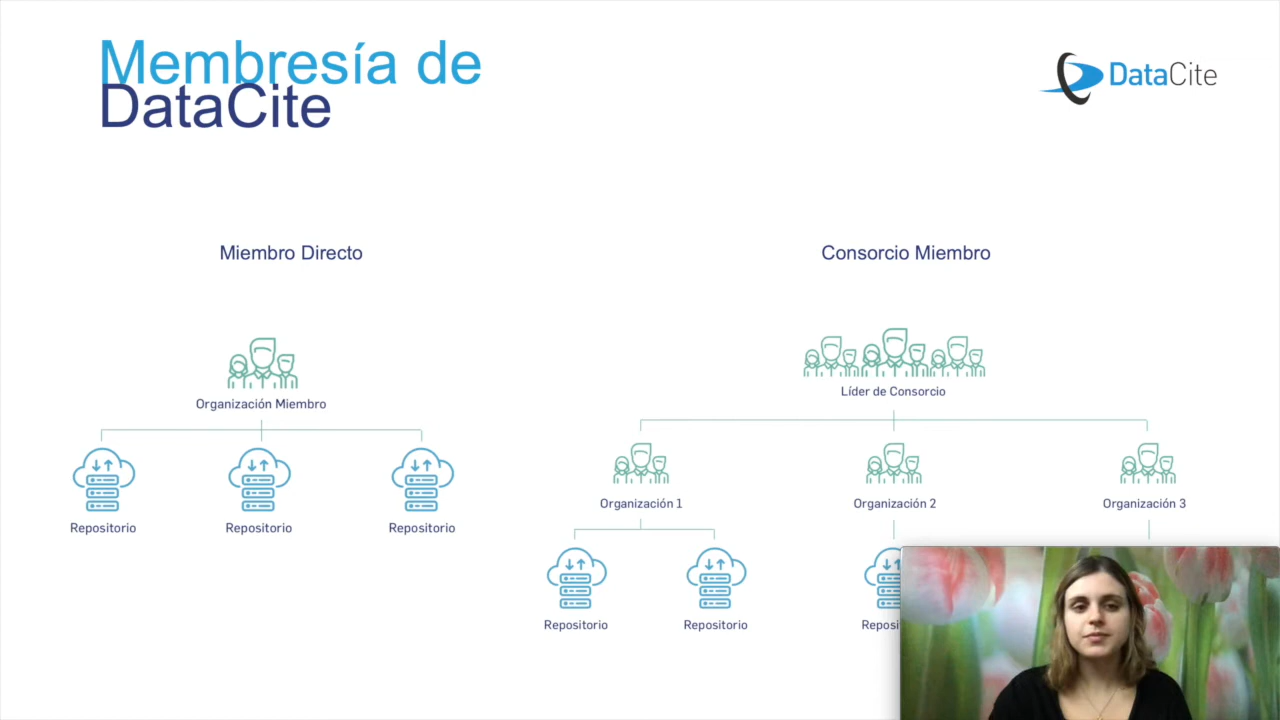 Membresía de
DataCite
DataCite
Miembro Directo
Consorcio Miembro
Organización Miembro
Repositorio
Repositorio
Repositorio
Líder de Consorcio
Organización 1
Organización 2
Organización 3
Repositorio
Repositorio